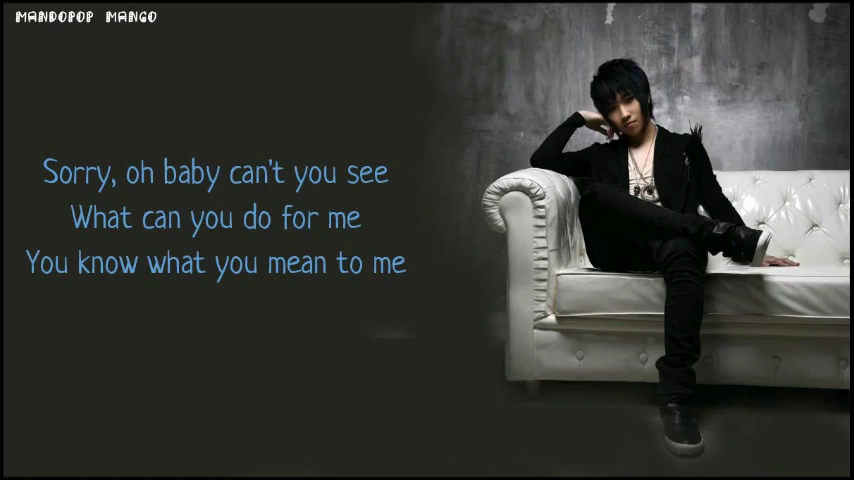 MANDOPOP MANGO
Sorry, oh baby can't you see
What can you do for me
You know what you mean to me